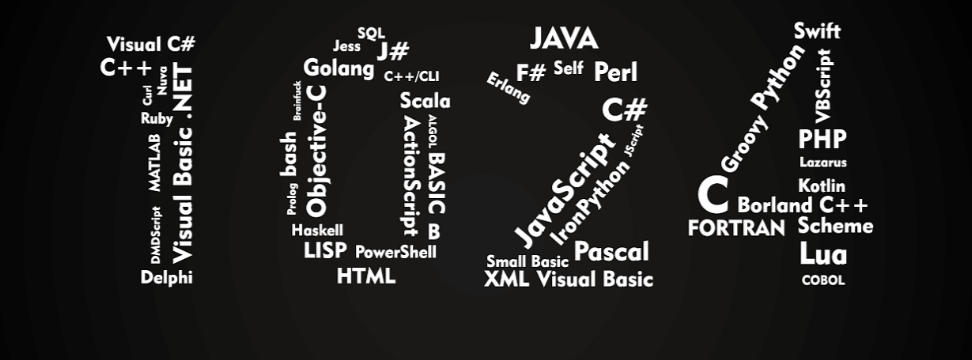 Visual C#
C++
Nuva
Curl
.NET
Ruby
MATLAB
Visual Basic
DMDScript
Delphi
SQL
Jess
J#
Golang
C++/CLI
Brainfuck
Objective-C
Scala
ALGOL
ActionScript
bash
BASIC
Prolog
Haskell
B
LISP
PowerShell
HTML
JAVA
F#
Self
Perl
Erlang
C#
JScript
JavaScript
IronPython
Small Basic
Pascal
XML
Visual Basic
Swift
Python
VBScript
Groovy
PHP
Lazarus
C
Kotlin
Borland C++
FORTRAN
Scheme
Lua
COBOL